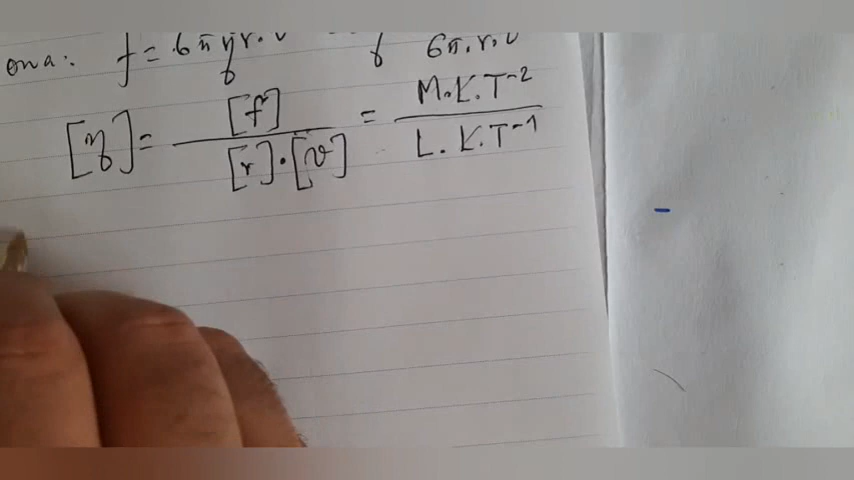 ona: f = 6πηr.v η 6π.r.v
[η] = [f] / [r]·[v] = M.L.T⁻² / L.L.T⁻¹